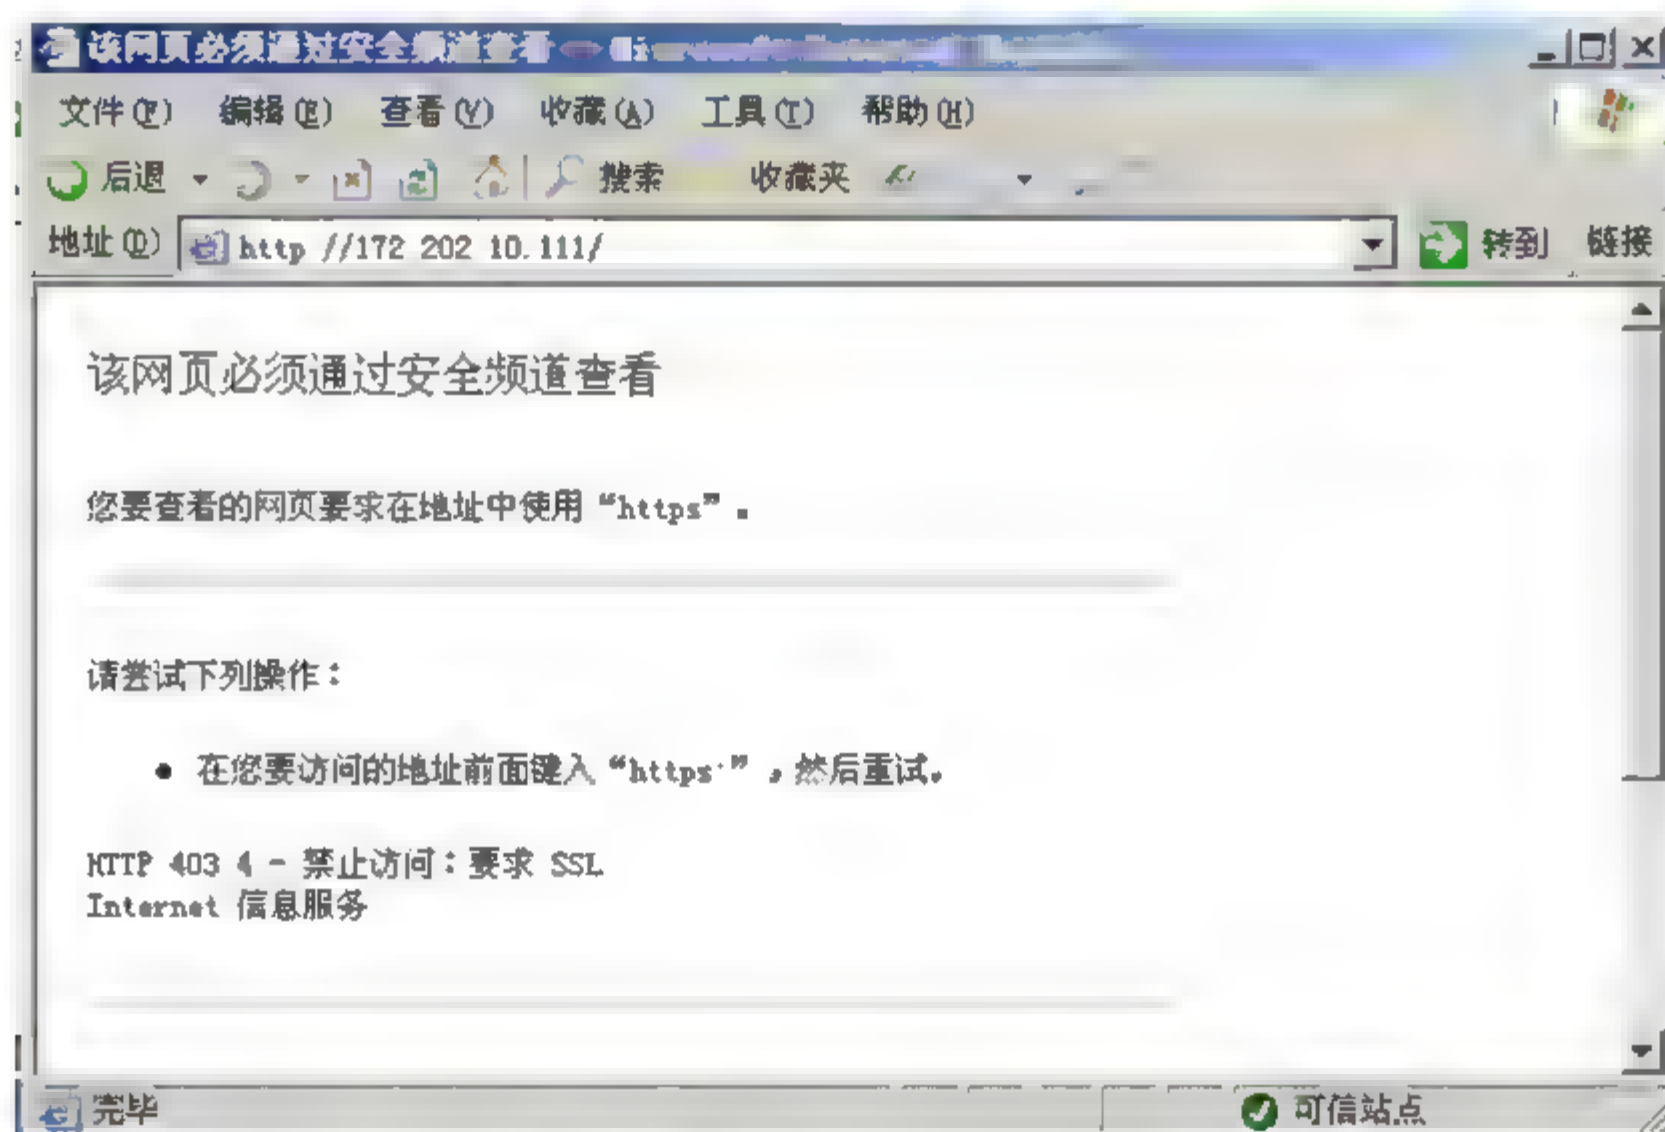 该网页必须通过安全频道查看
文件(F) 编辑(E) 查看(V) 收藏(A) 工具(T) 帮助(H)
后退 搜索 收藏夹
地址(D) http //172 202 10.111/ 转到 链接
该网页必须通过安全频道查看
您要查看的网页要求在地址中使用“https”。
请尝试下列操作：
• 在您要访问的地址前面键入“https:”，然后重试。
HTTP 403 4 - 禁止访问：要求 SSL
Internet 信息服务
完毕 可信站点